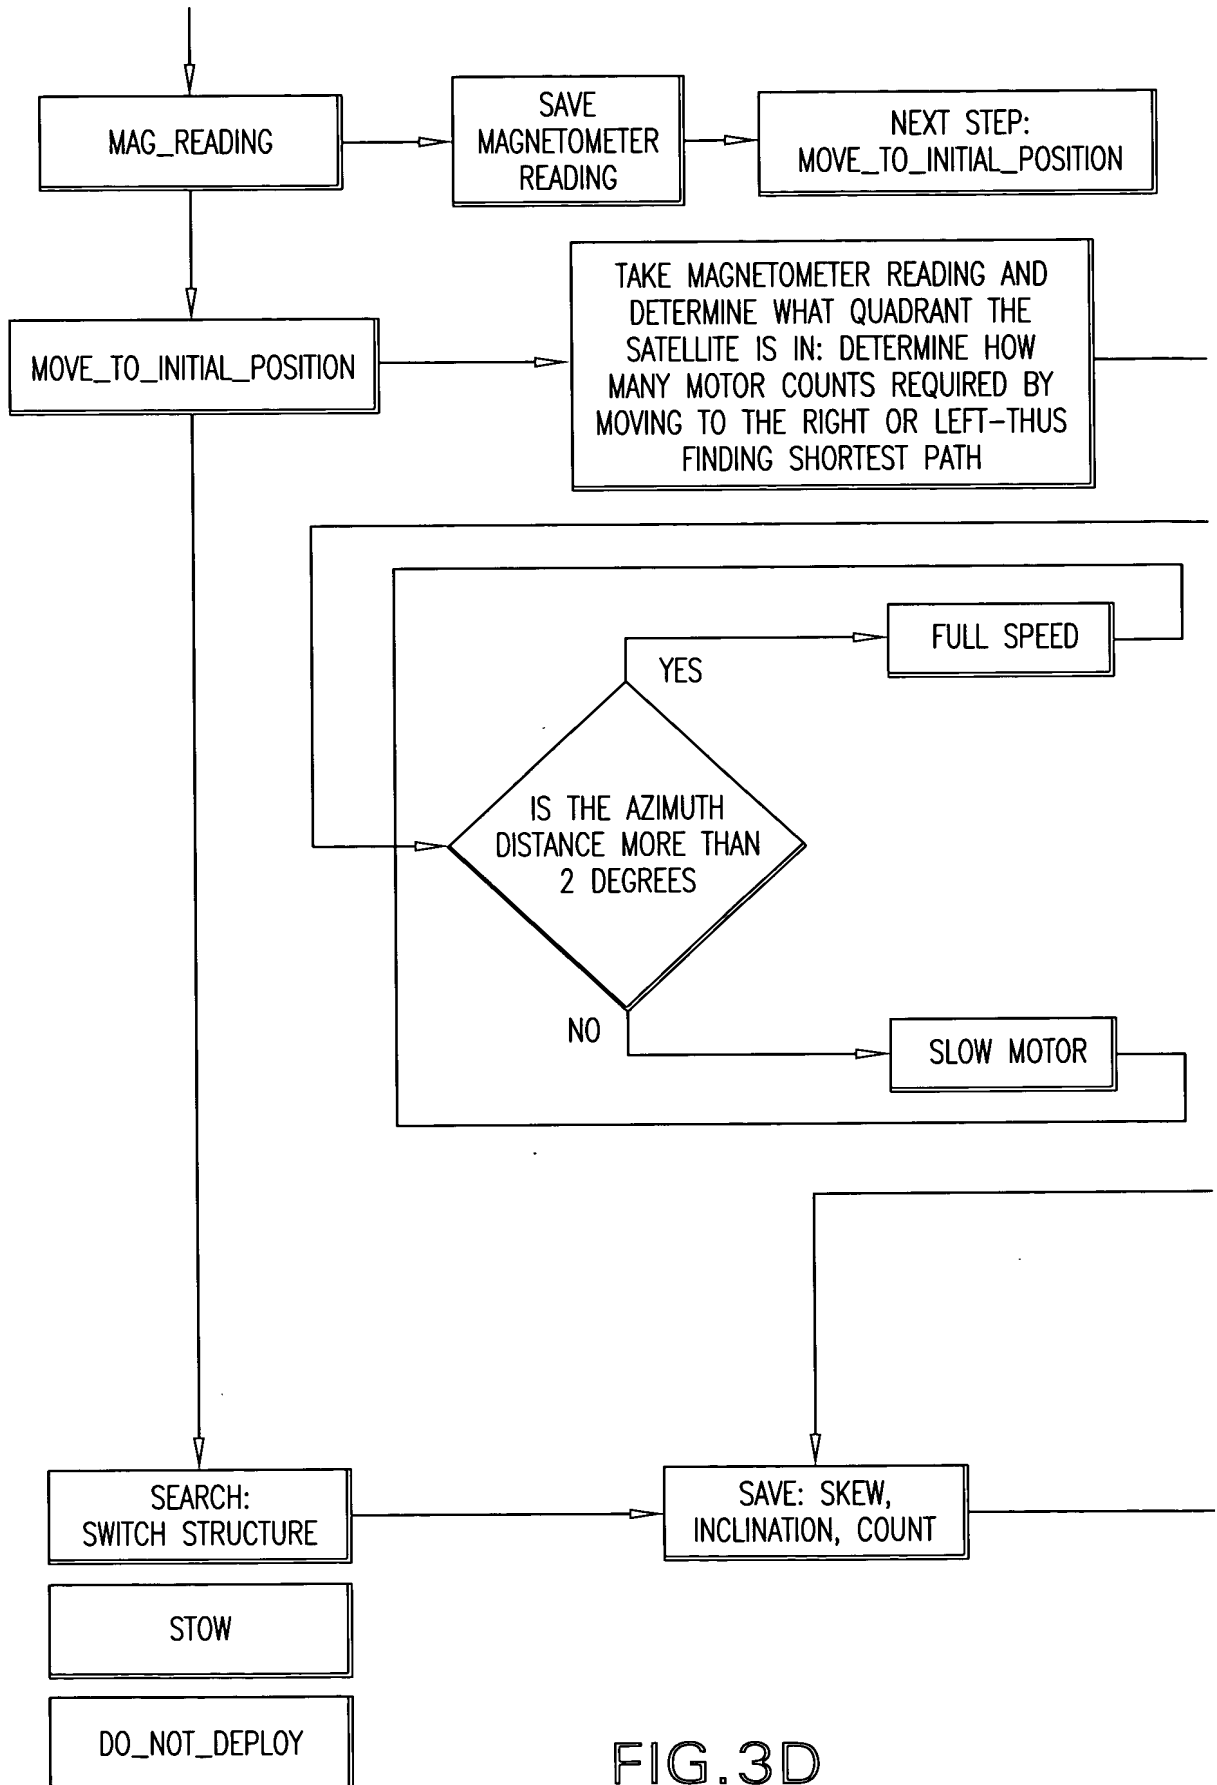 MAG_READING
SAVE
MAGNETOMETER
READING
NEXT STEP:
MOVE_TO_INITIAL_POSITION
MOVE_TO_INITIAL_POSITION
TAKE MAGNETOMETER READING AND
DETERMINE WHAT QUADRANT THE
SATELLITE IS IN: DETERMINE HOW
MANY MOTOR COUNTS REQUIRED BY
MOVING TO THE RIGHT OR LEFT-THUS
FINDING SHORTEST PATH
FULL SPEED
YES
IS THE AZIMUTH
DISTANCE MORE THAN
2 DEGREES
NO
SLOW MOTOR
SEARCH:
SWITCH STRUCTURE
SAVE: SKEW,
INCLINATION, COUNT
STOW
DO_NOT_DEPLOY
FIG.3D